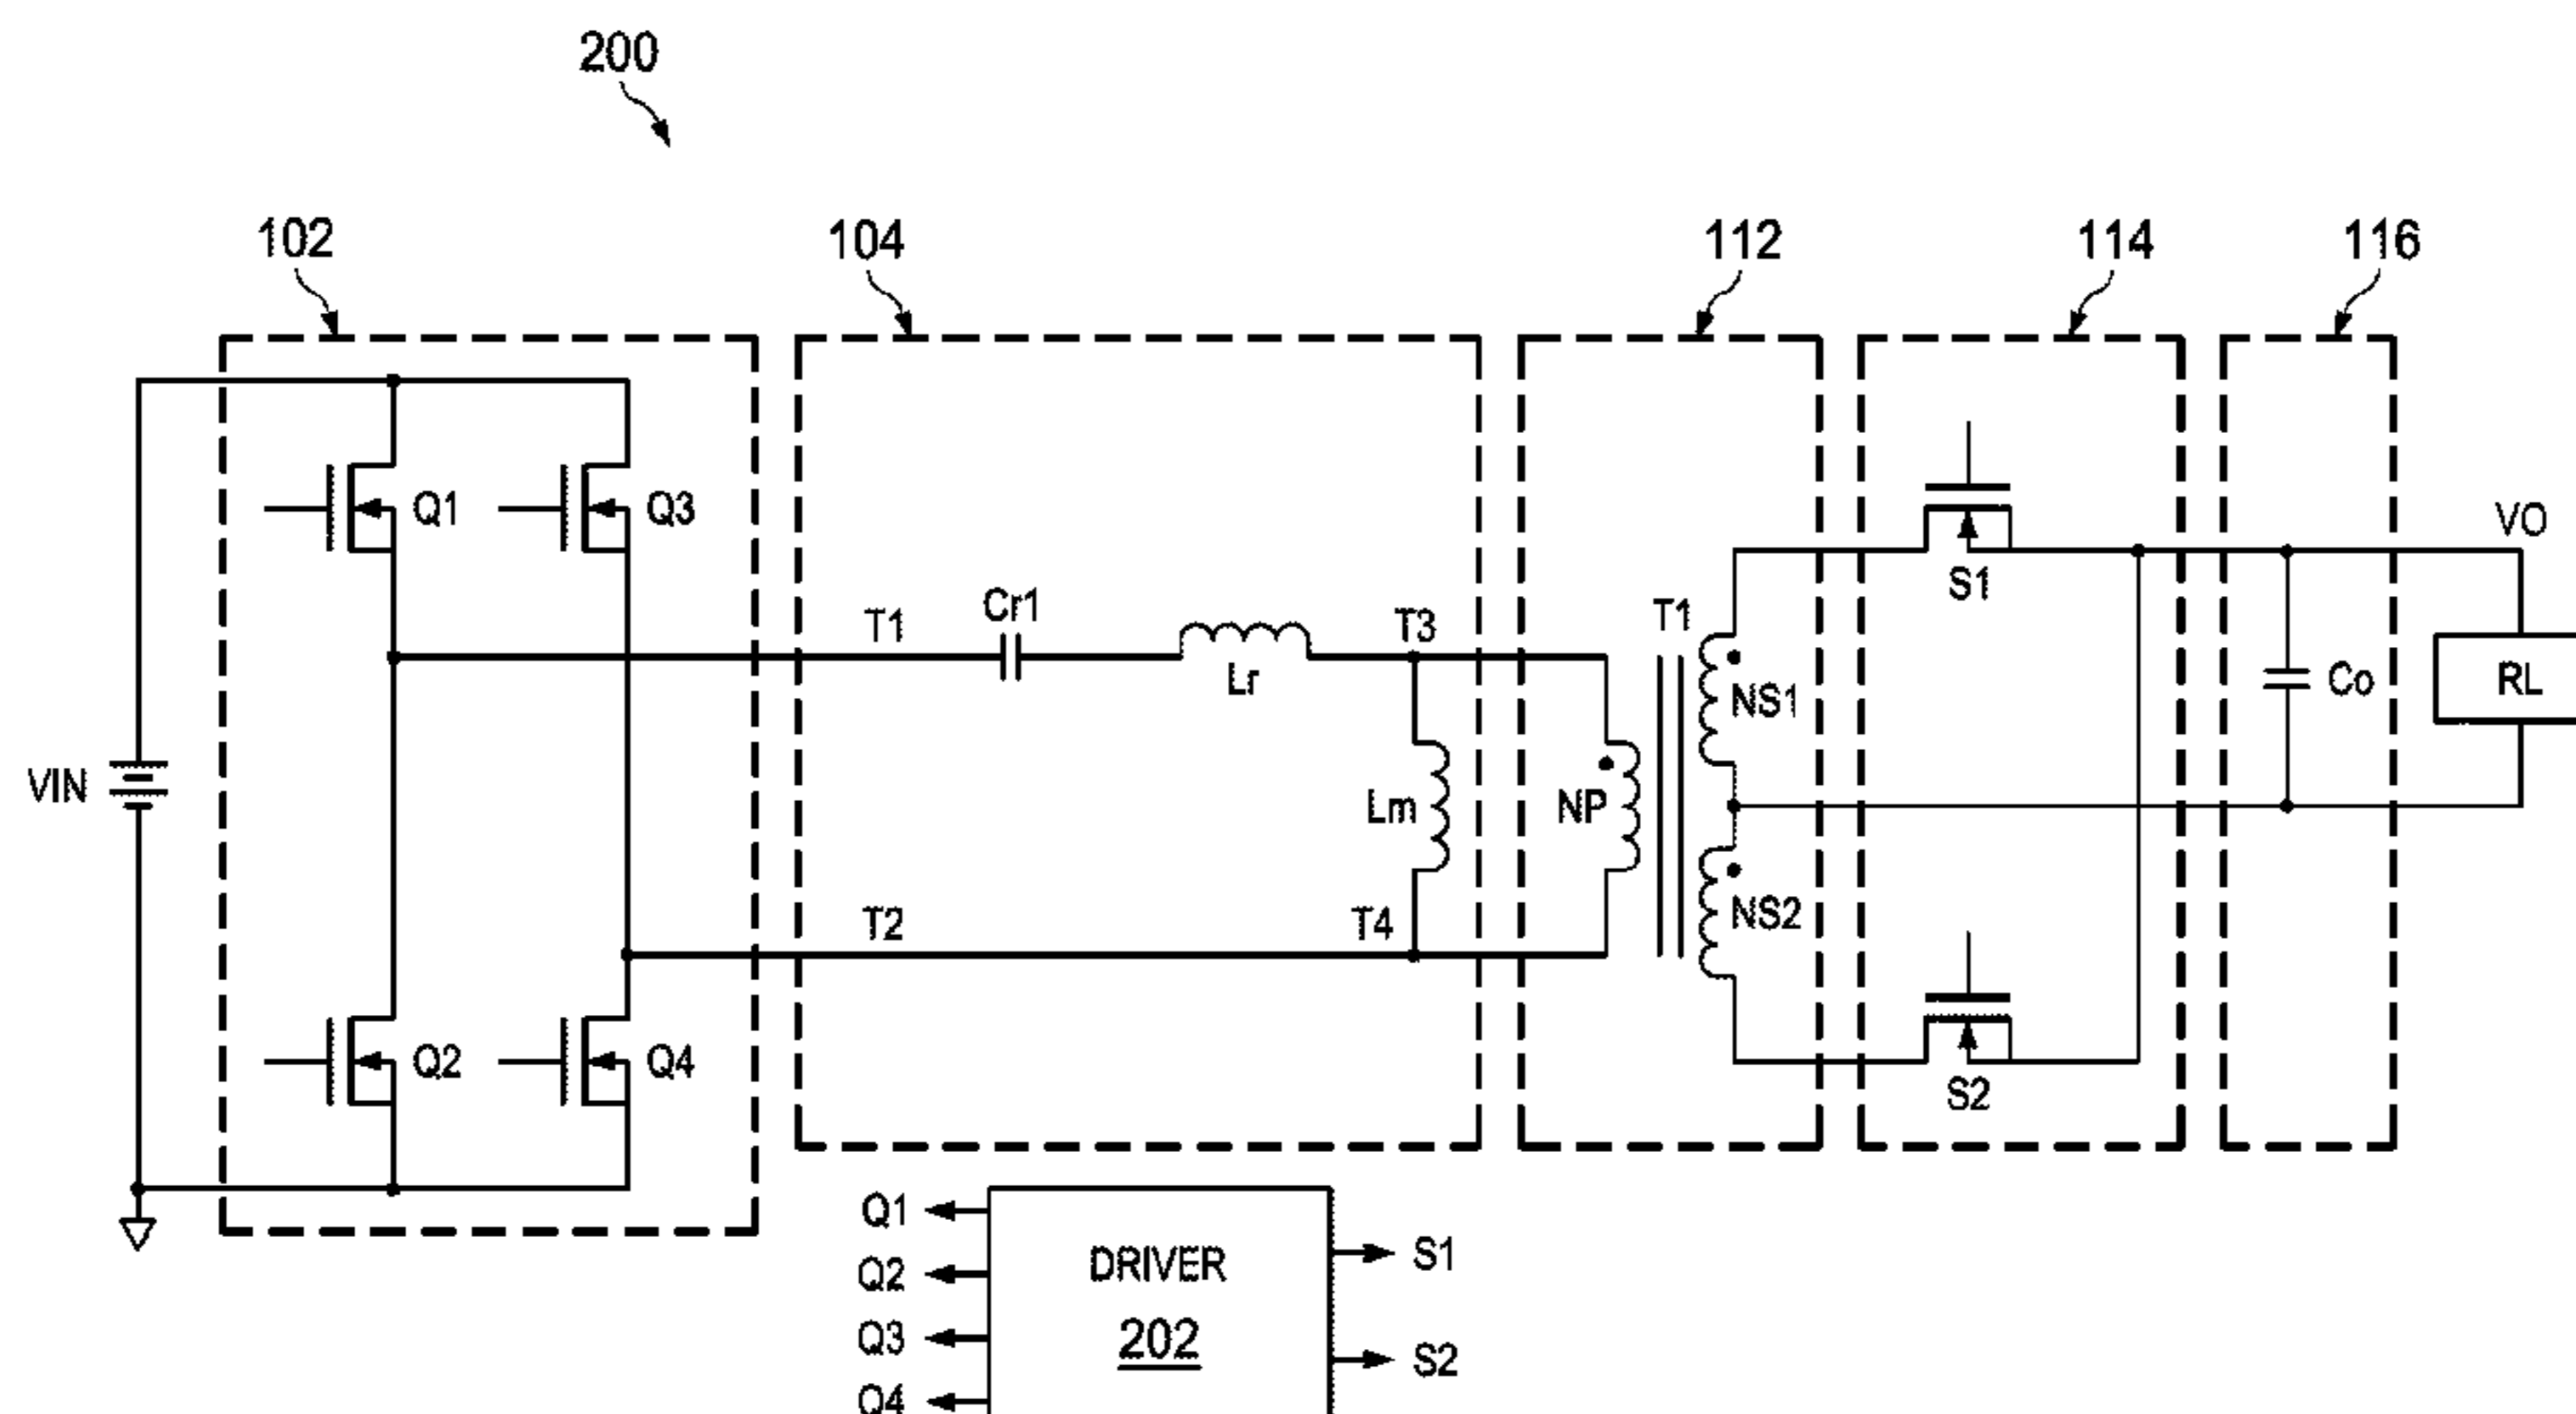 200
102
104
112
114
116
Q1
Q3
VO
T1
Cr1
T3
T1
S1
Lr
NS1
Co
RL
VIN
Lm
NP
T2
T4
NS2
Q2
Q4
S2
Q1
DRIVER
S1
Q2
Q3
202
S2
Q4